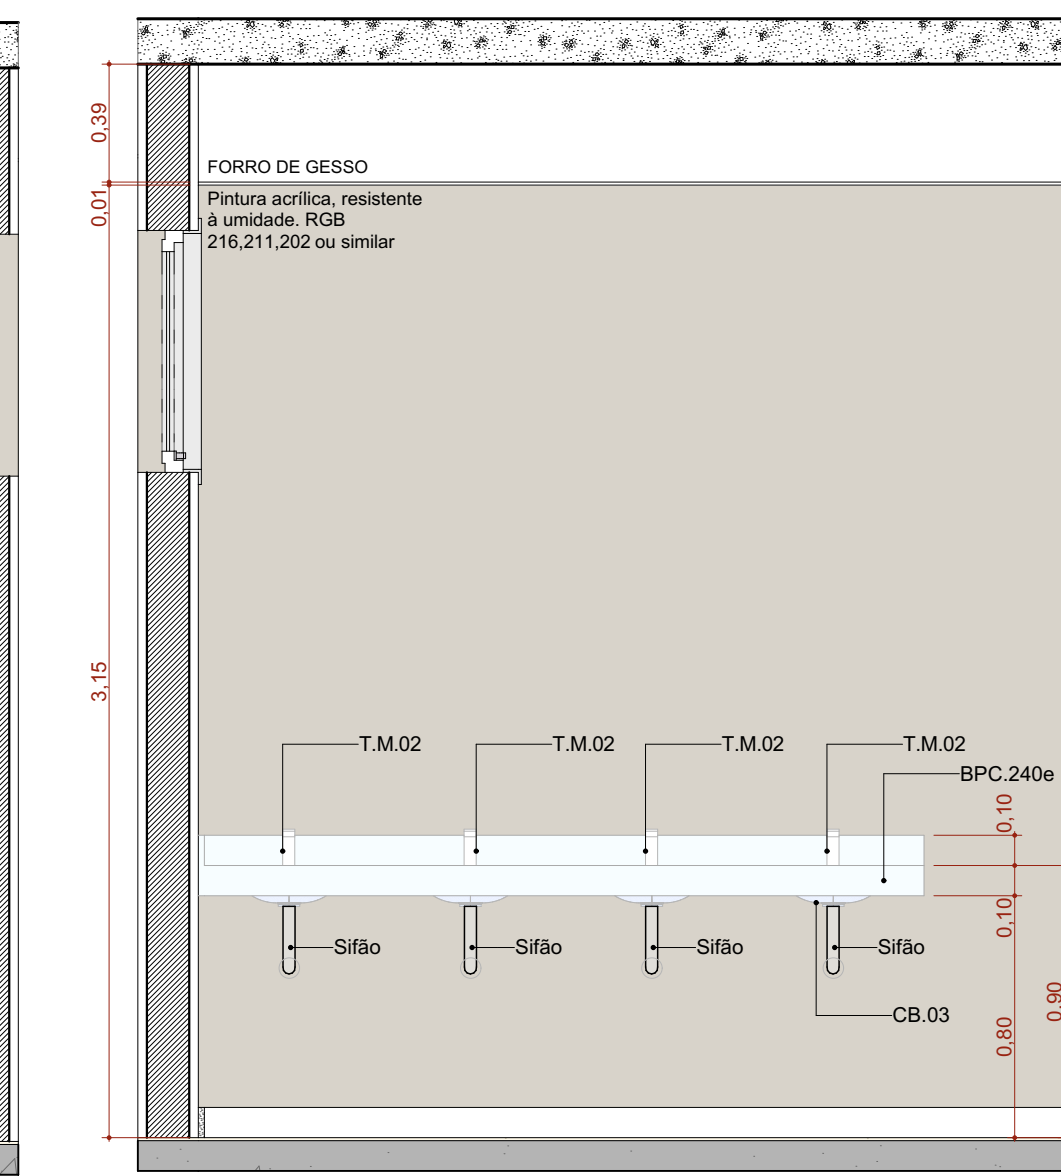 0,39
FORRO DE GESSO
0,01
Pintura acrílica, resistente
à umidade. RGB
216,211,202 ou similar
3,15
T.M.02
T.M.02
T.M.02
T.M.02
BPC.240e
0,10
Sifão
Sifão
Sifão
Sifão
0,10
CB.03
0,90
0,80